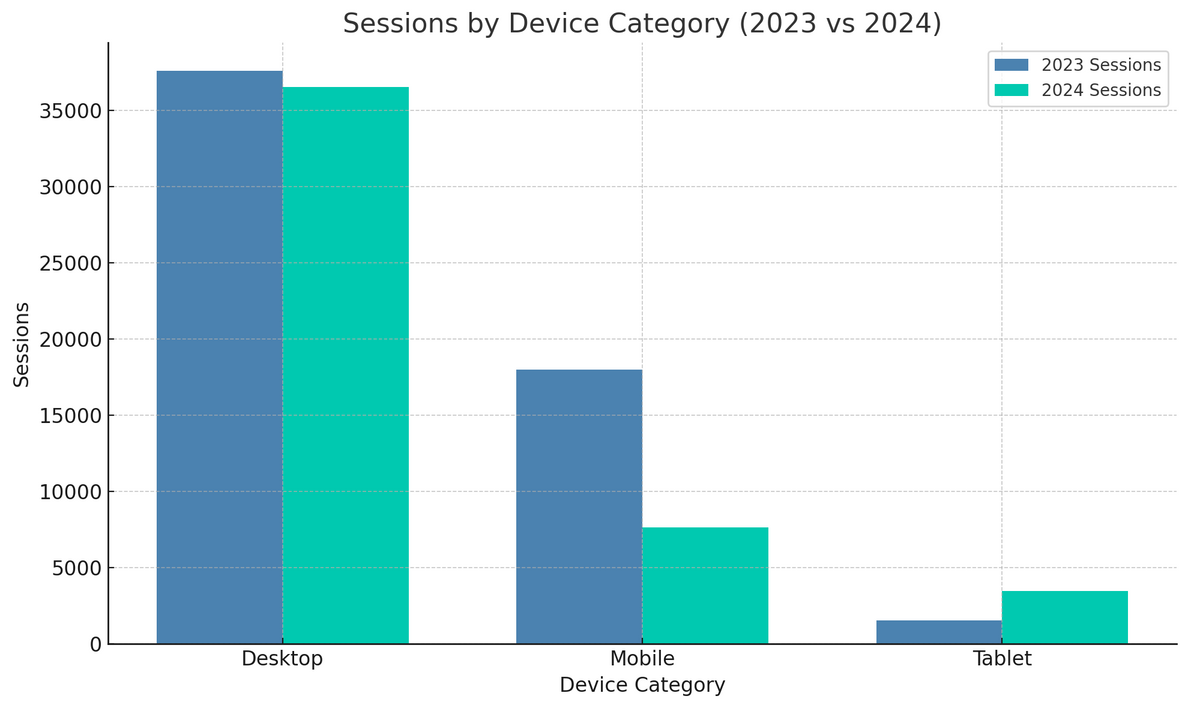 Sessions by Device Category (2023 vs 2024)
2023 Sessions
2024 Sessions
35000
30000
25000
20000
15000
10000
5000
0
Sessions
Desktop
Mobile
Tablet
Device Category